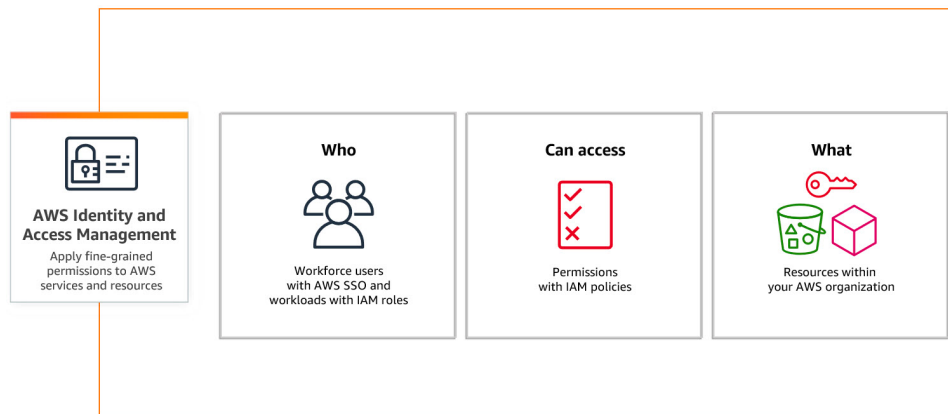 AWS Identity and
Access Management
Apply fine-grained
permissions to AWS
services and resources
Who
Workforce users
with AWS SSO and
workloads with IAM roles
Can access
Permissions
with IAM policies
What
Resources within
your AWS organization